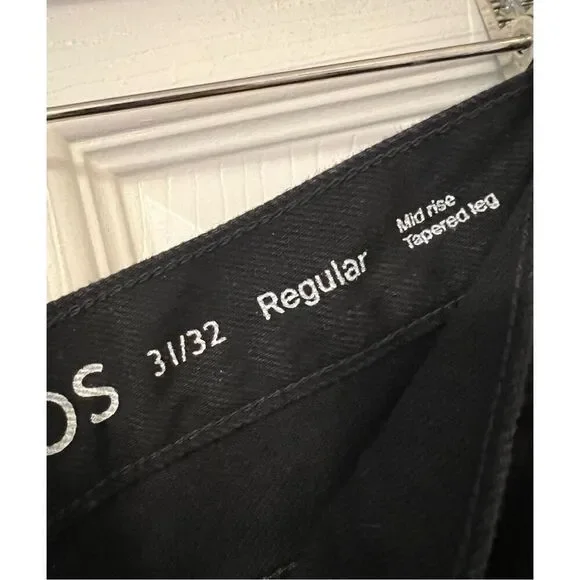 OS
31/32
Regular
Mid rise
Tapered leg